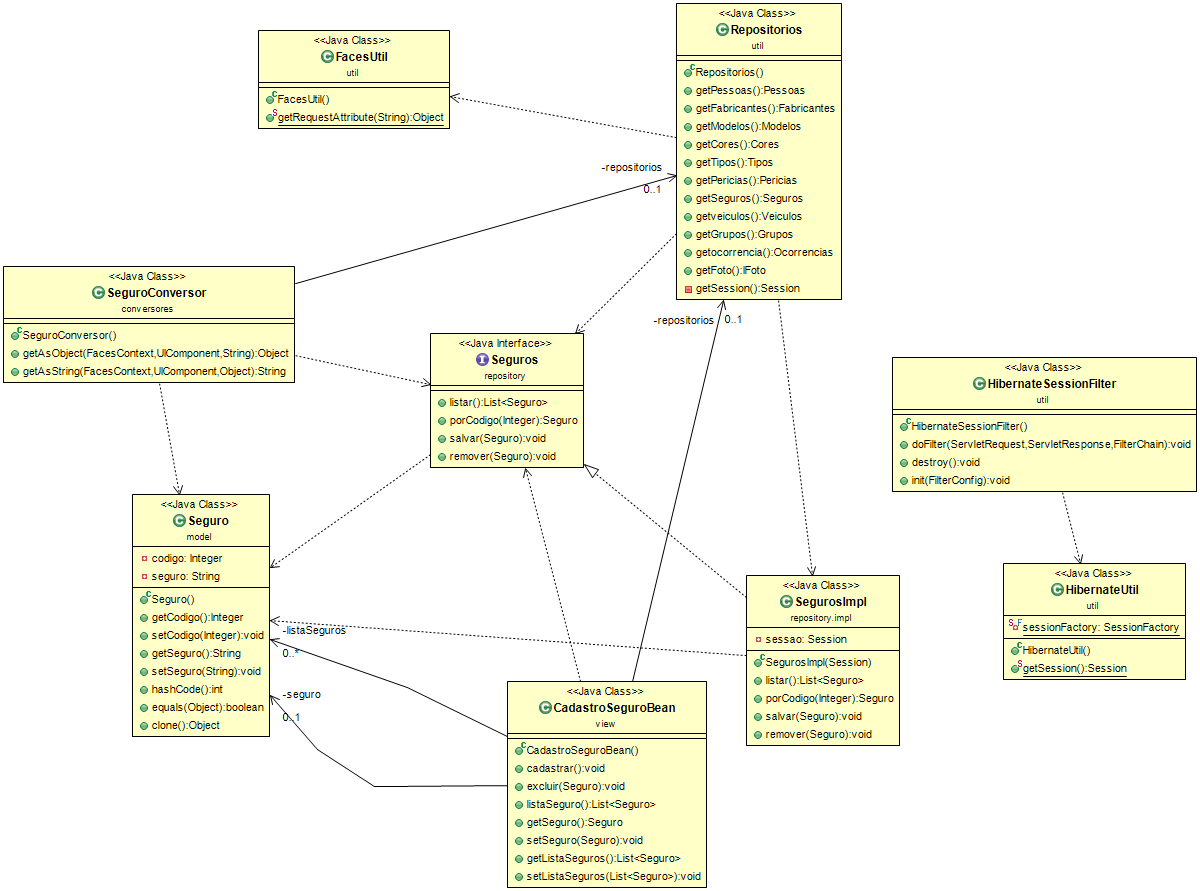 <<Java Class>>
Repositorios
util
Repositorios()
getPessoas():Pessoas
getFabricantes():Fabricantes
getModelos():Modelos
getCores():Cores
getTipos():Tipos
getPericias():Pericias
getSeguros():Seguros
getveiculos():Veiculos
getGrupos():Grupos
getocorrencia():Ocorrencias
getFoto():IFoto
getSession():Session
<<Java Class>>
FacesUtil
util
FacesUtil()
getRequestAttribute(String):Object
-repositorios
0..1
<<Java Class>>
SeguroConversor
conversores
SeguroConversor()
getAsObject(FacesContext,UIComponent,String):Object
getAsString(FacesContext,UIComponent,Object):String
-repositorios
0..1
<<Java Interface>>
Seguros
repository
listar():List<Seguro>
porCodigo(Integer):Seguro
salvar(Seguro):void
remover(Seguro):void
<<Java Class>>
HibernateSessionFilter
util
HibernateSessionFilter()
doFilter(ServletRequest,ServletResponse,FilterChain):void
destroy():void
init(FilterConfig):void
<<Java Class>>
Seguro
model
codigo: Integer
seguro: String
Seguro()
getCodigo():Integer
setCodigo(Integer):void
getSeguro():String
setSeguro(String):void
hashCode():int
equals(Object):boolean
clone():Object
-listaSeguros
0..*
-seguro
0..1
<<Java Class>>
SegurosImpl
repository.impl
sessao: Session
SegurosImpl(Session)
listar():List<Seguro>
porCodigo(Integer):Seguro
salvar(Seguro):void
remover(Seguro):void
<<Java Class>>
HibernateUtil
util
sessionFactory: SessionFactory
HibernateUtil()
getSession():Session
<<Java Class>>
CadastroSeguroBean
view
CadastroSeguroBean()
cadastrar():void
excluir(Seguro):void
listaSeguro():List<Seguro>
getSeguro():Seguro
setSeguro(Seguro):void
getListaSeguros():List<Seguro>
setListaSeguros(List<Seguro>):void